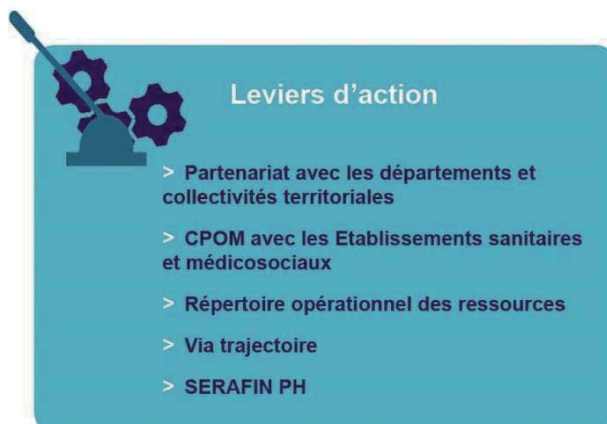 Leviers d'action
> Partenariat avec les départements et
collectivités territoriales
> CPOM avec les Etablissements sanitaires
et médicosociaux
> Répertoire opérationnel des ressources
> Via trajectoire
> SERAFIN PH